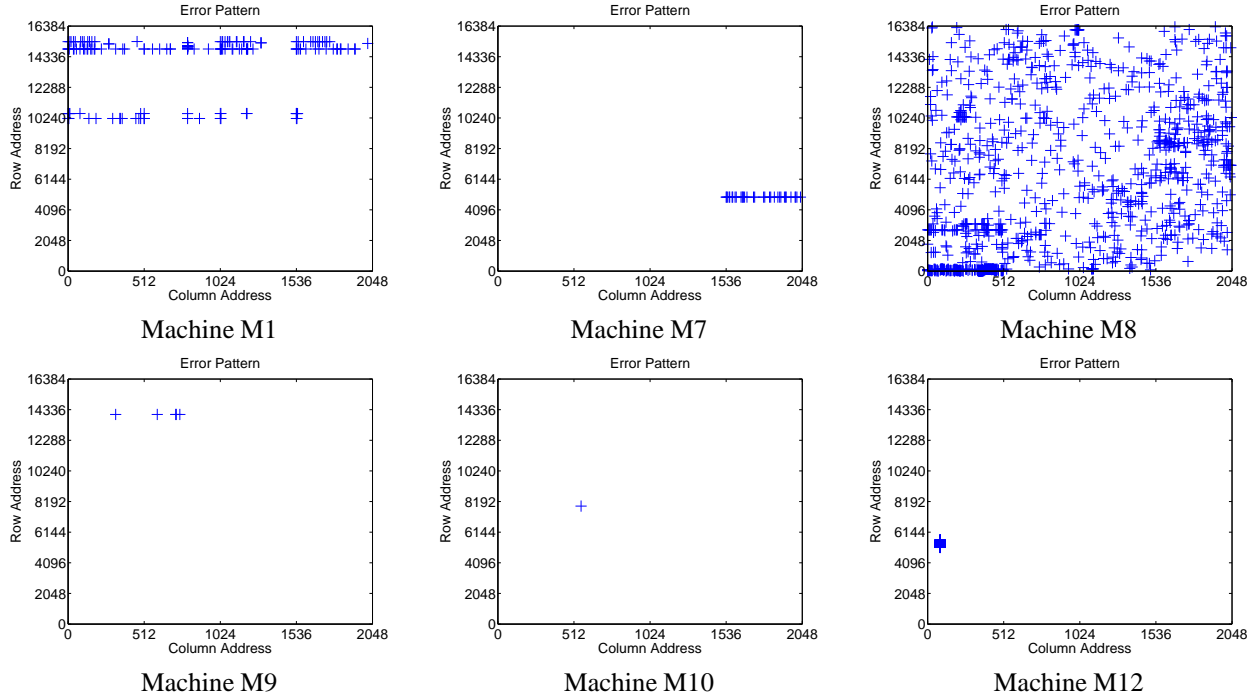 Error Pattern
16384
14336
12288
10240
8192
6144
4096
2048
0
Row Address
0 512 1024 1536 2048
Column Address
Machine M1
Error Pattern
16384
14336
12288
10240
8192
6144
4096
2048
0
Row Address
0 512 1024 1536 2048
Column Address
Machine M7
Error Pattern
16384
14336
12288
10240
8192
6144
4096
2048
0
Row Address
0 512 1024 1536 2048
Column Address
Machine M8
Error Pattern
16384
14336
12288
10240
8192
6144
4096
2048
0
Row Address
0 512 1024 1536 2048
Column Address
Machine M9
Error Pattern
16384
14336
12288
10240
8192
6144
4096
2048
0
Row Address
0 512 1024 1536 2048
Column Address
Machine M10
Error Pattern
16384
14336
12288
10240
8192
6144
4096
2048
0
Row Address
0 512 1024 1536 2048
Column Address
Machine M12